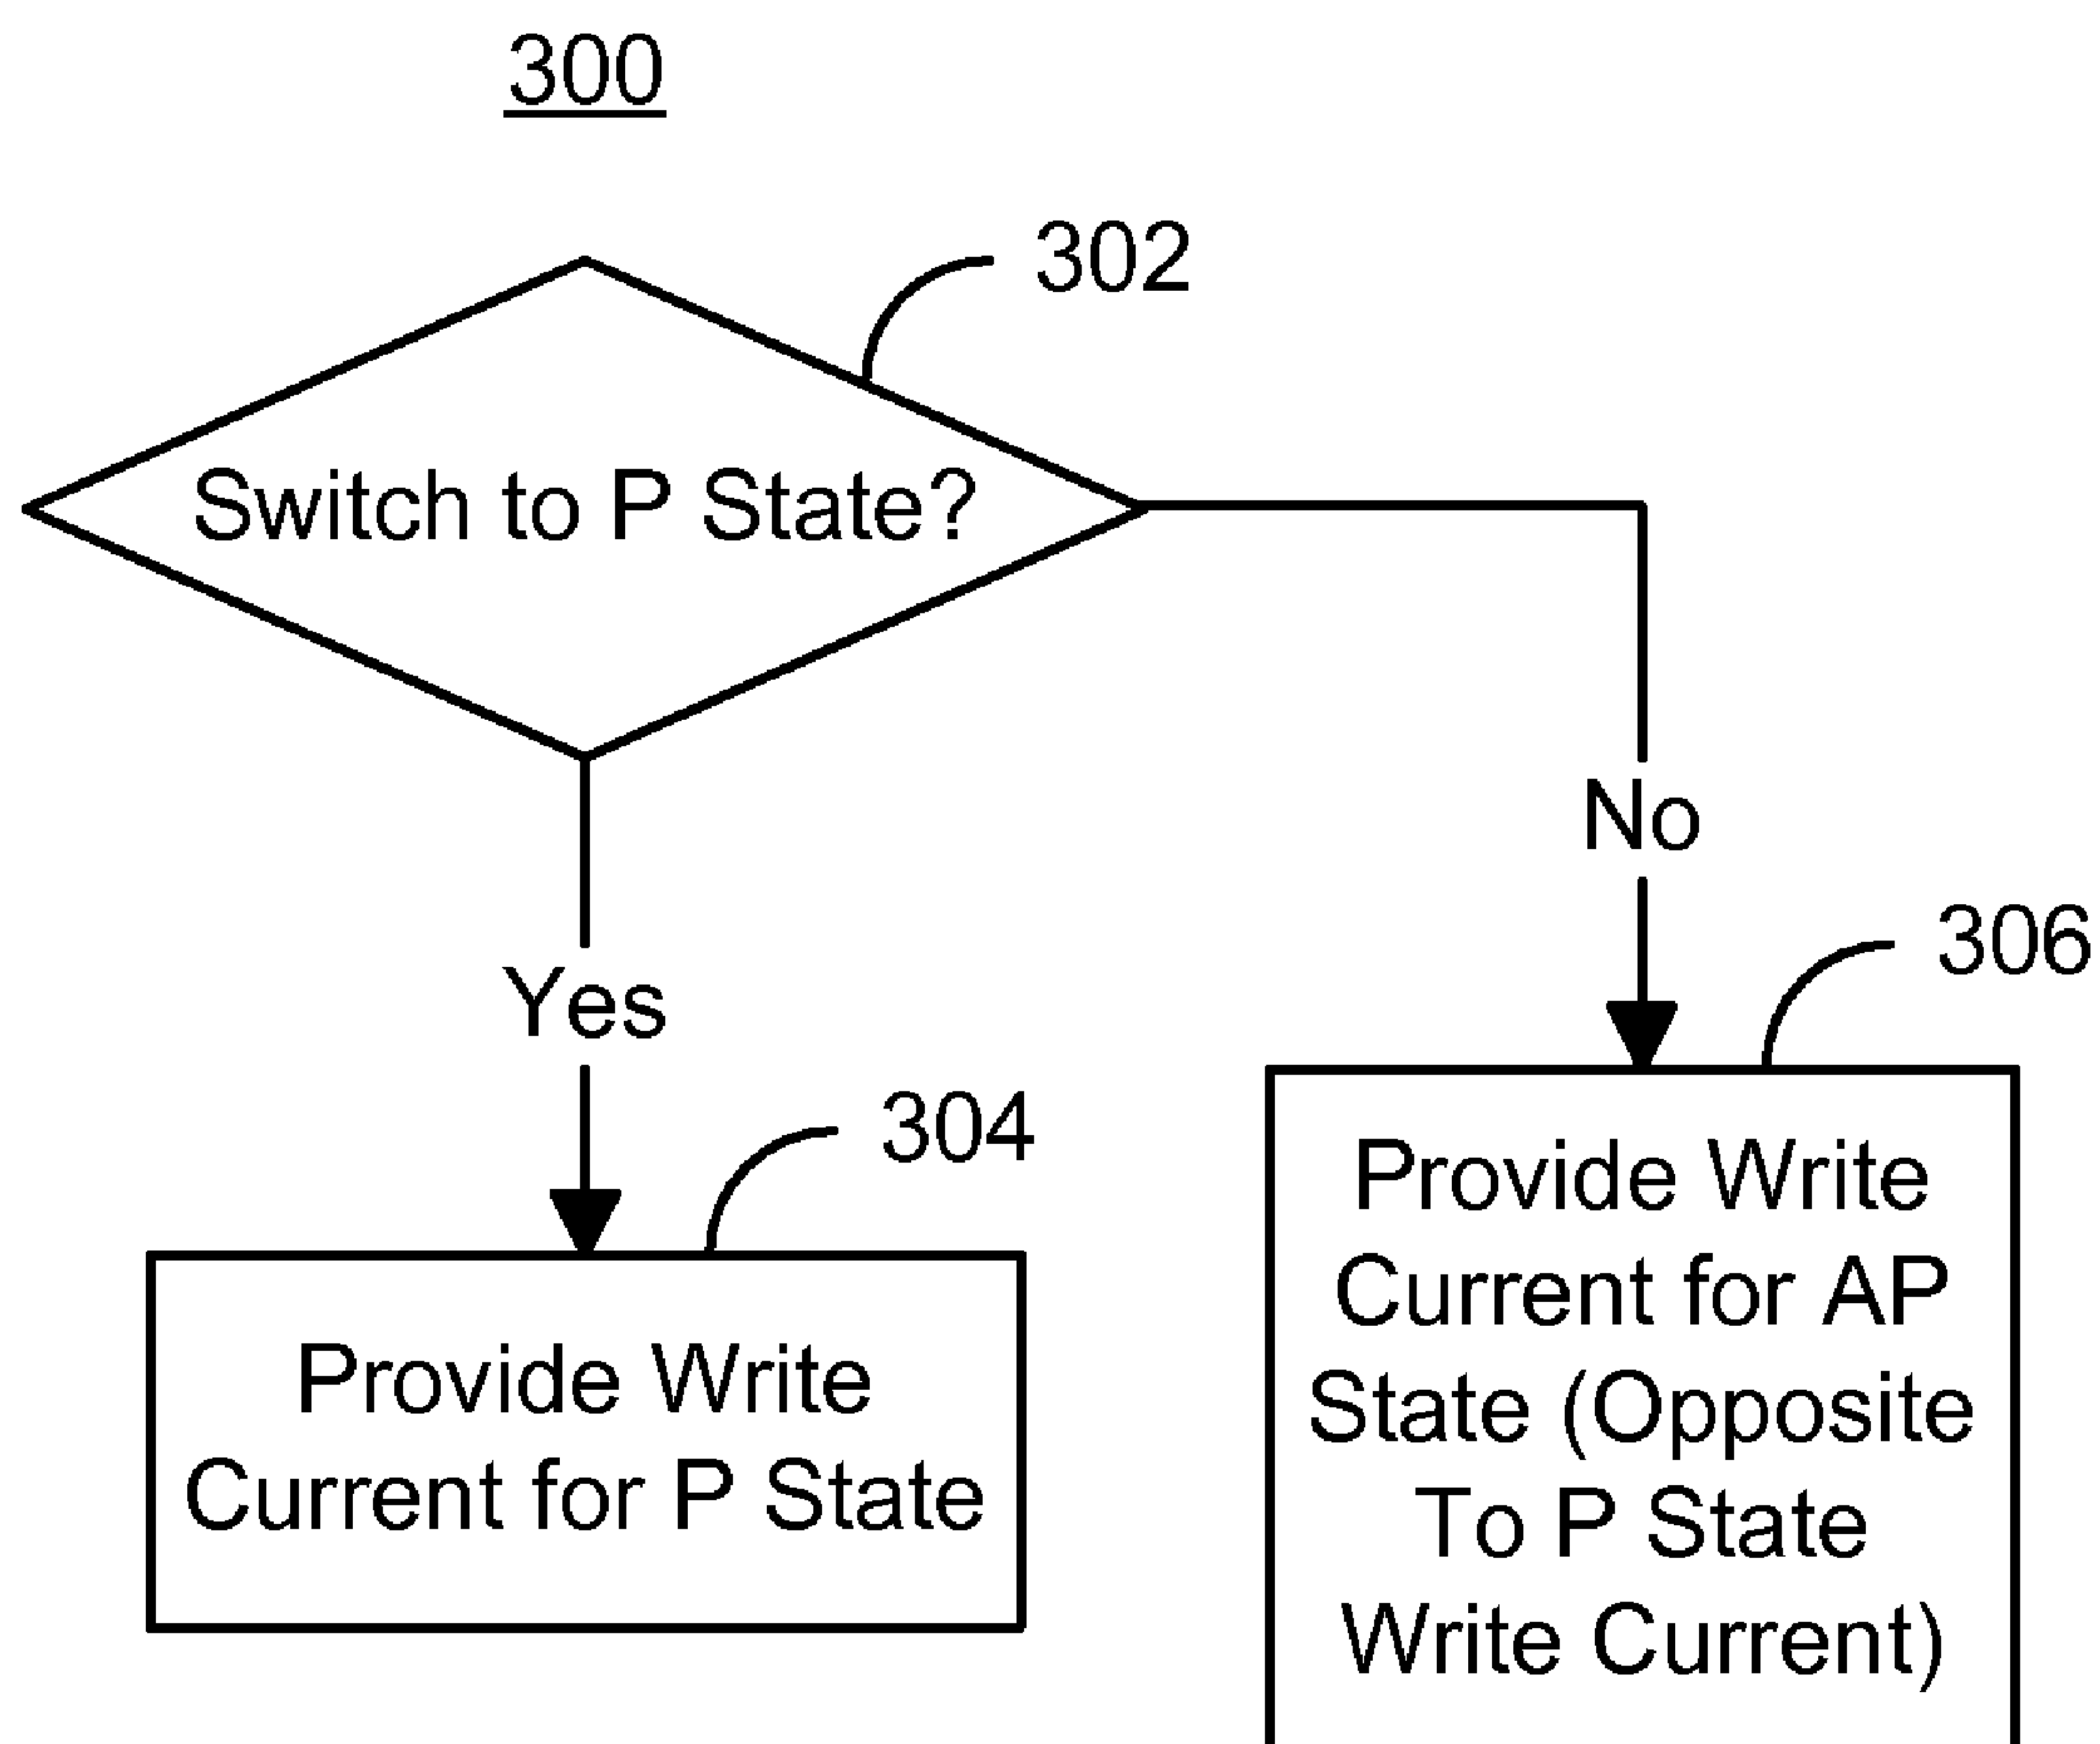 300
302
Switch to P State?
No
306
Yes
304
Provide Write
Current for P State
Provide Write
Current for AP
State (Opposite
To P State
Write Current)